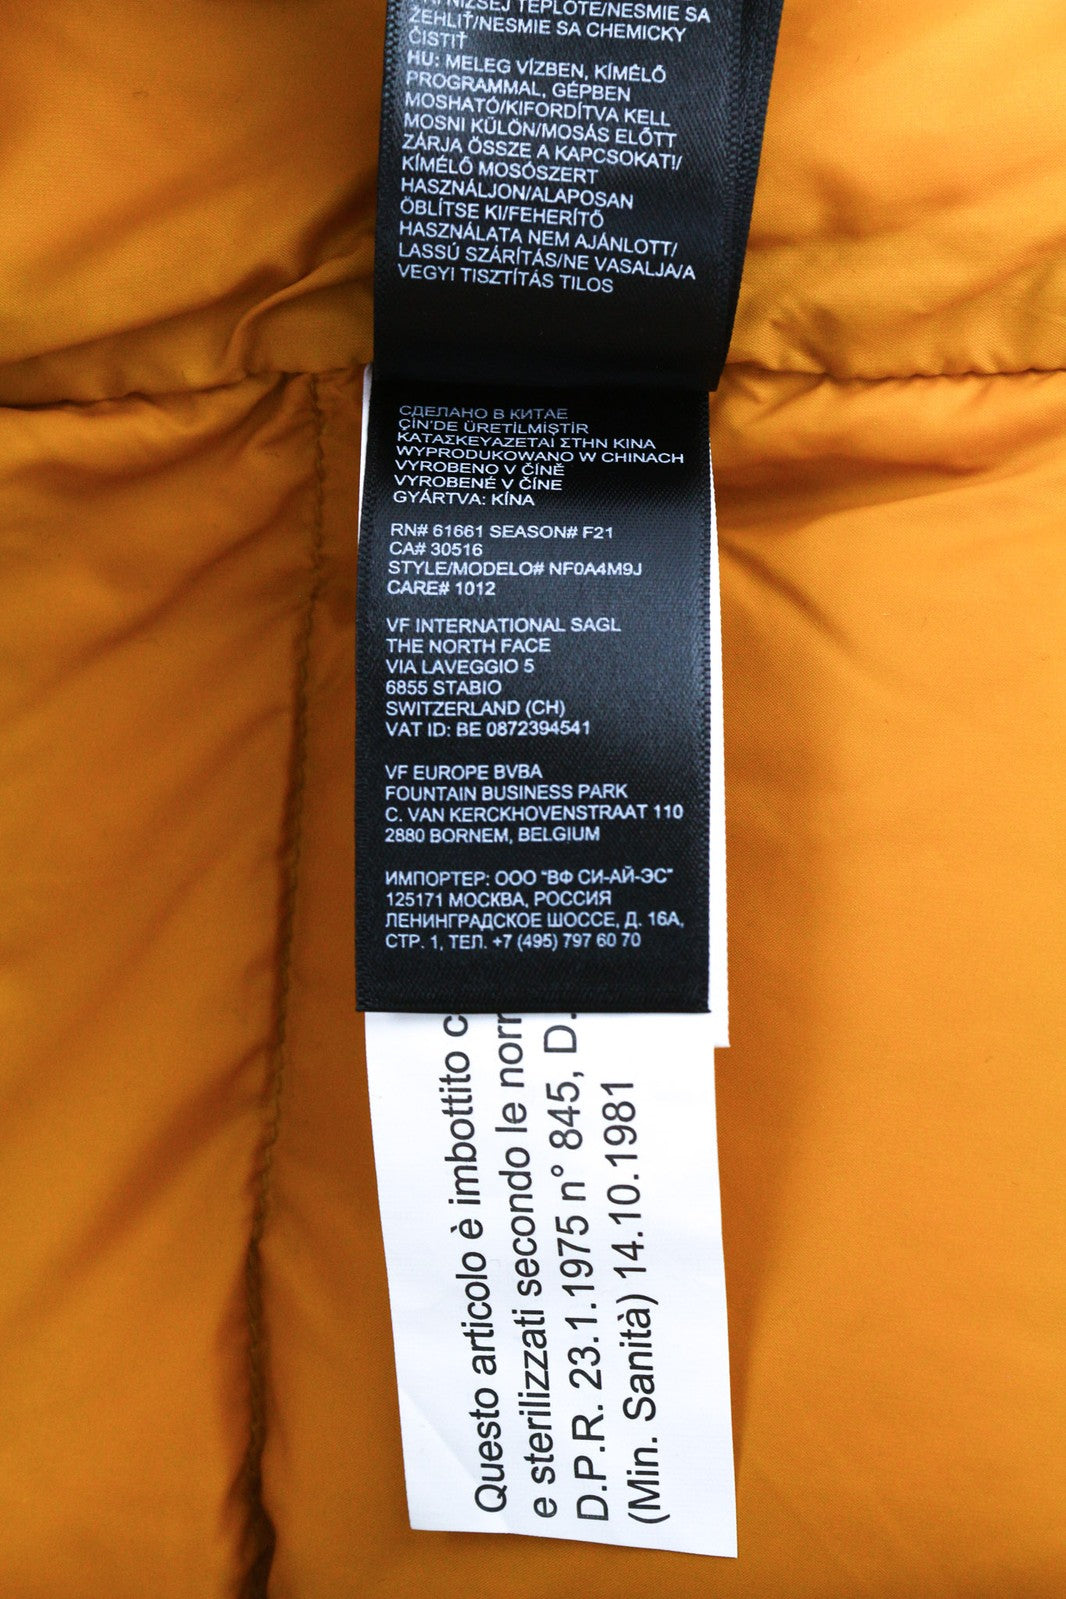 NIŽŠEJ TEPLOTE/NESMIE SA
ŽEHLIŤ/NESMIE SA CHEMICKY
ČISTIŤ
HU: MELEG VÍZBEN, KÍMÉLŐ
PROGRAMMAL, GÉPBEN
MOSHATÓ/KIFORDÍTVA KELL
MOSNI KÜLÖN/MOSÁS ELŐTT
ZÁRJA ÖSSZE A KAPCSOKAT!/
KÍMÉLŐ MOSÓSZERT
HASZNÁLJON/ALAPOSAN
ÖBLÍTSE KI/FEHERÍTŐ
HASZNÁLATA NEM AJÁNLOTT/
LASSÚ SZÁRÍTÁS/NE VASALJA/A
VEGYI TISZTÍTÁS TILOS
СДЕЛАНО В КИТАЕ
ÇİN'DE ÜRETİLMİŞTİR
ΚΑΤΑΣΚΕΥΑΖΕΤΑΙ ΣΤΗΝ ΚΙΝΑ
WYPRODUKOWANO W CHINACH
VYROBENO V ČÍNĚ
VYROBENÉ V ČÍNE
GYÁRTVA: KÍNA
RN# 61661 SEASON# F21
CA# 30516
STYLE/MODELO# NF0A4M9J
CARE# 1012
VF INTERNATIONAL SAGL
THE NORTH FACE
VIA LAVEGGIO 5
6855 STABIO
SWITZERLAND (CH)
VAT ID: BE 0872394541
VF EUROPE BVBA
FOUNTAIN BUSINESS PARK
C. VAN KERCKHOVENSTRAAT 110
2880 BORNEM, BELGIUM
ИМПОРТЕР: ООО "ВФ СИ-АЙ-ЭС"
125171 МОСКВА, РОССИЯ
ЛЕНИНГРАДСКОЕ ШОССЕ, Д. 16А,
СТР. 1, ТЕЛ. +7 (495) 797 60 70
Questo articolo è imbottito c
e sterilizzati secondo le norr
D.P.R. 23.1.1975 n° 845, D.
(Min. Sanità) 14.10.1981